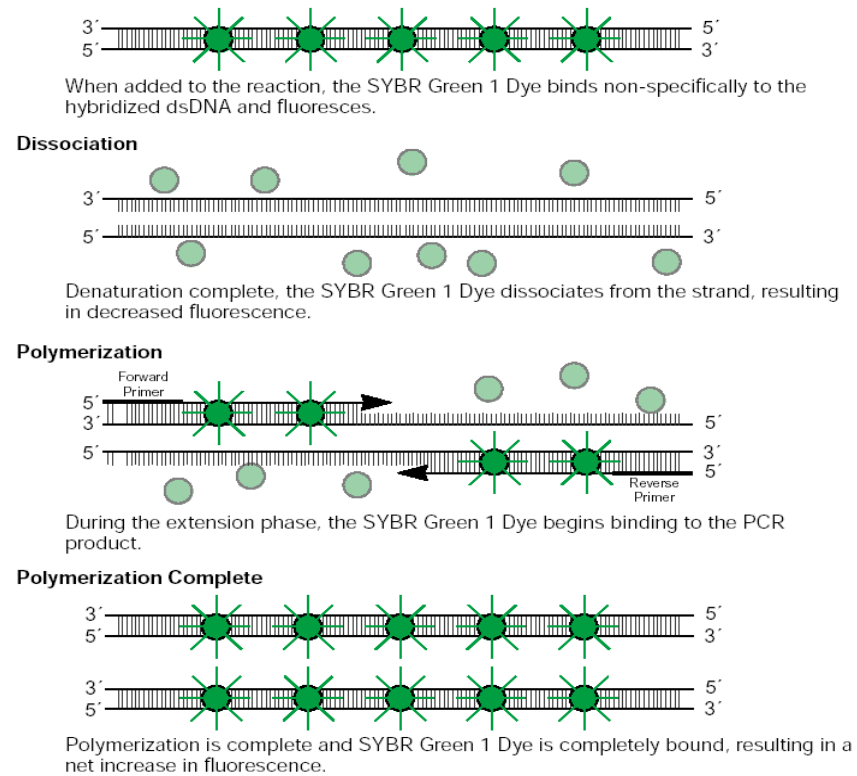 3´ 5´
5´ 3´
When added to the reaction, the SYBR Green 1 Dye binds non-specifically to the
hybridized dsDNA and fluoresces.
Dissociation
3´ 5´
5´ 3´
Denaturation complete, the SYBR Green 1 Dye dissociates from the strand, resulting
in decreased fluorescence.
Polymerization
Forward
Primer
5´
3´ 5´
5´ 3´
5´
Reverse
Primer
During the extension phase, the SYBR Green 1 Dye begins binding to the PCR
product.
Polymerization Complete
3´ 5´
5´ 3´
3´ 5´
5´ 3´
Polymerization is complete and SYBR Green 1 Dye is completely bound, resulting in a
net increase in fluorescence.